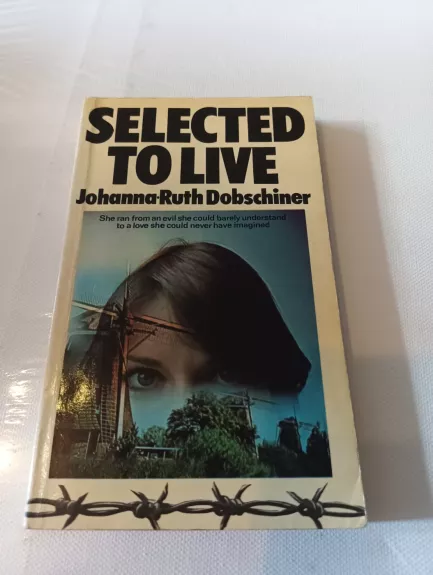 SELECTED
TO LIVE
Johanna-Ruth Dobschiner
She ran from an evil she could barely understand
to a love she could never have imagined